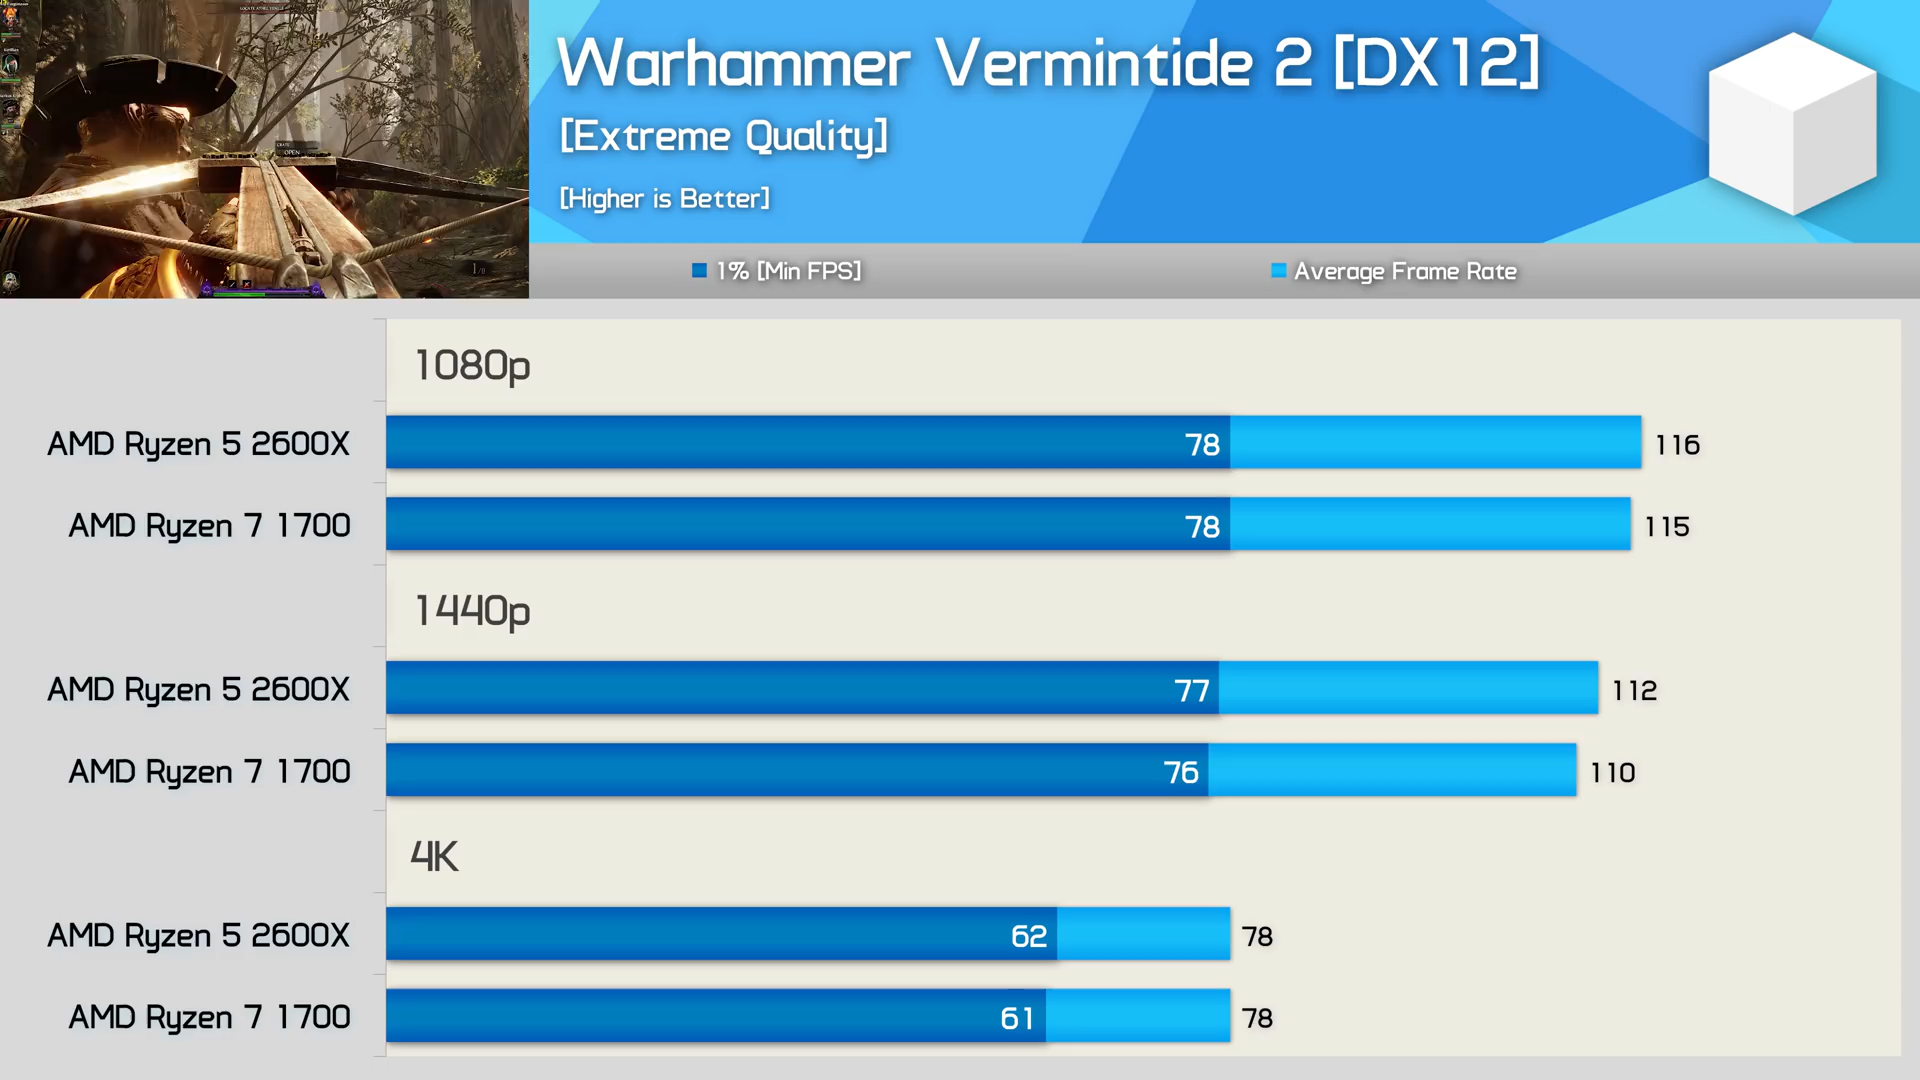 Warhammer Vermintide 2 [DX12]
[Extreme Quality]
[Higher is Better]
1% [Min FPS]
Average Frame Rate
OPEN
1080p
AMD Ryzen 5 2600X 78 116
AMD Ryzen 7 1700 78 115
1440p
AMD Ryzen 5 2600X 77 112
AMD Ryzen 7 1700 76 110
4K
AMD Ryzen 5 2600X 62 78
AMD Ryzen 7 1700 61 78